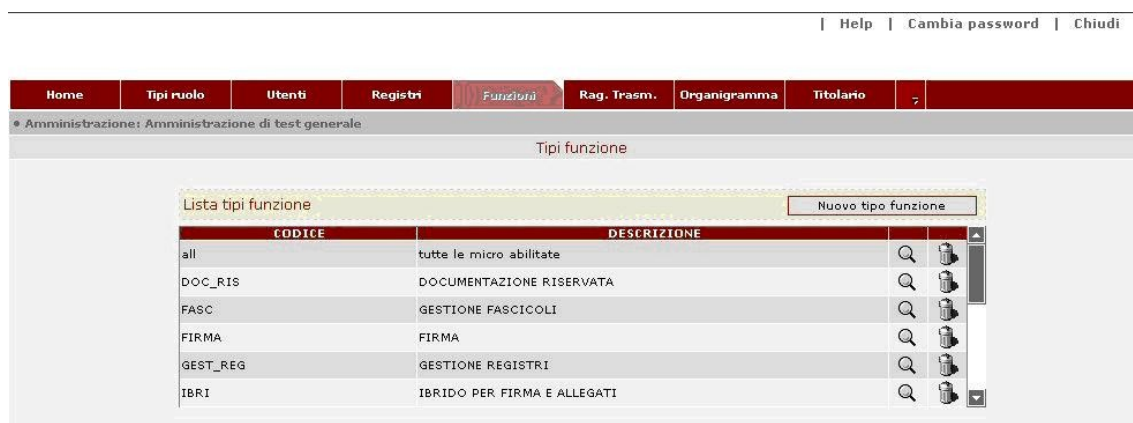 | Help | Cambia password | Chiudi
Home Tipi ruolo Utenti Registri Funzioni Rag. Trasm. Organigramma Titolario
• Amministrazione: Amministrazione di test generale
Tipi funzione
Lista tipi funzione Nuovo tipo funzione
CODICE DESCRIZIONE
all tutte le micro abilitate
DOC_RIS DOCUMENTAZIONE RISERVATA
FASC GESTIONE FASCICOLI
FIRMA FIRMA
GEST_REG GESTIONE REGISTRI
IBRI IBRIDO PER FIRMA E ALLEGATI